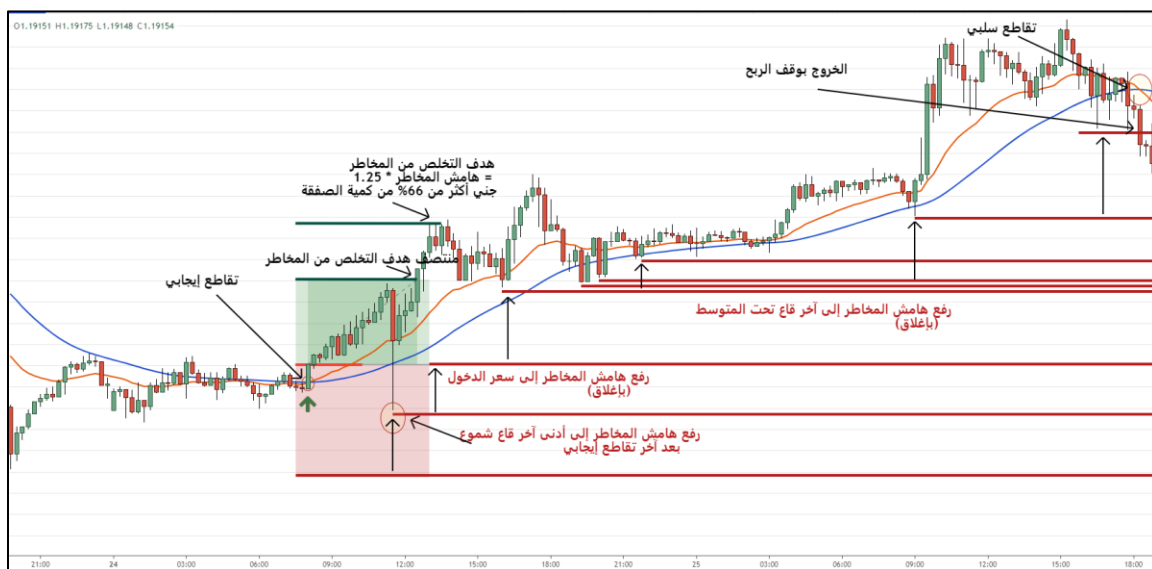 O1.19151 H1.19175 L1.19148 C1.19154
تقاطع سلبي
الخروج بوقف الربح
هدف التخلص من المخاطر
= هامش المخاطر * 1.25
جني أكثر من 66% من كمية الصفقة
منتصف هدف التخلص من المخاطر
تقاطع إيجابي
رفع هامش المخاطر إلى آخر قاع تحت المتوسط
(بإغلاق)
رفع هامش المخاطر إلى سعر الدخول
(بإغلاق)
رفع هامش المخاطر إلى أدنى آخر قاع شموع
بعد آخر تقاطع إيجابي
21:00 24 03:00 06:00 09:00 12:00 15:00 18:00 21:00 25 03:00 06:00 09:00 12:00 15:00 18:00